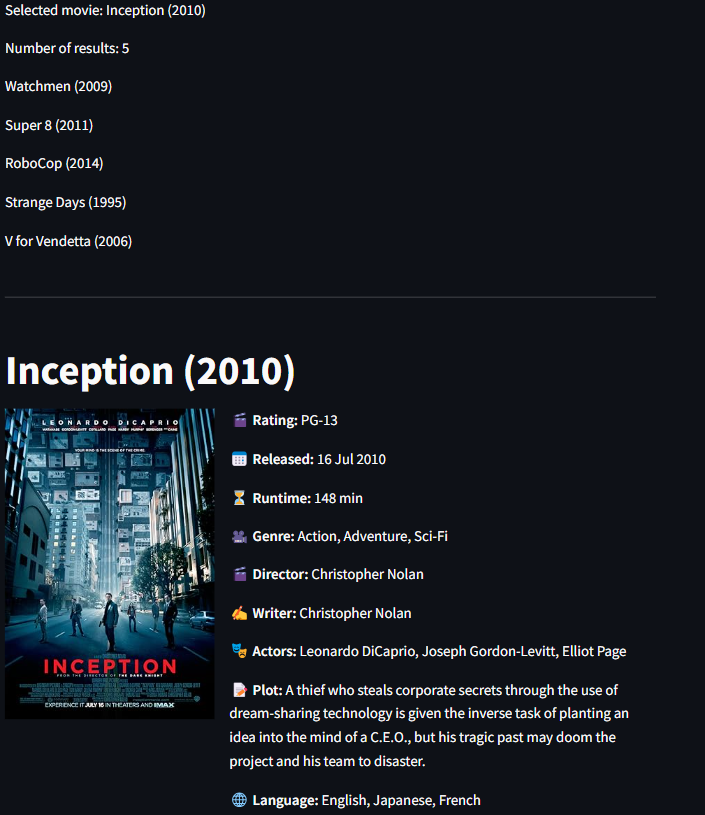 Selected movie: Inception (2010)
Number of results: 5
Watchmen (2009)
Super 8 (2011)
RoboCop (2014)
Strange Days (1995)
V for Vendetta (2006)
Inception (2010)
LEONARDO DiCAPRIO
YOUR MIND IS THE SCENE OF THE CRIME.
INCEPTION
FROM THE DIRECTOR OF THE DARK KNIGHT
EXPERIENCE IT JULY 16 IN THEATERS AND IMAX
Rating: PG-13
Released: 16 Jul 2010
Runtime: 148 min
Genre: Action, Adventure, Sci-Fi
Director: Christopher Nolan
Writer: Christopher Nolan
Actors: Leonardo DiCaprio, Joseph Gordon-Levitt, Elliot Page
Plot: A thief who steals corporate secrets through the use of
dream-sharing technology is given the inverse task of planting an
idea into the mind of a C.E.O., but his tragic past may doom the
project and his team to disaster.
Language: English, Japanese, French